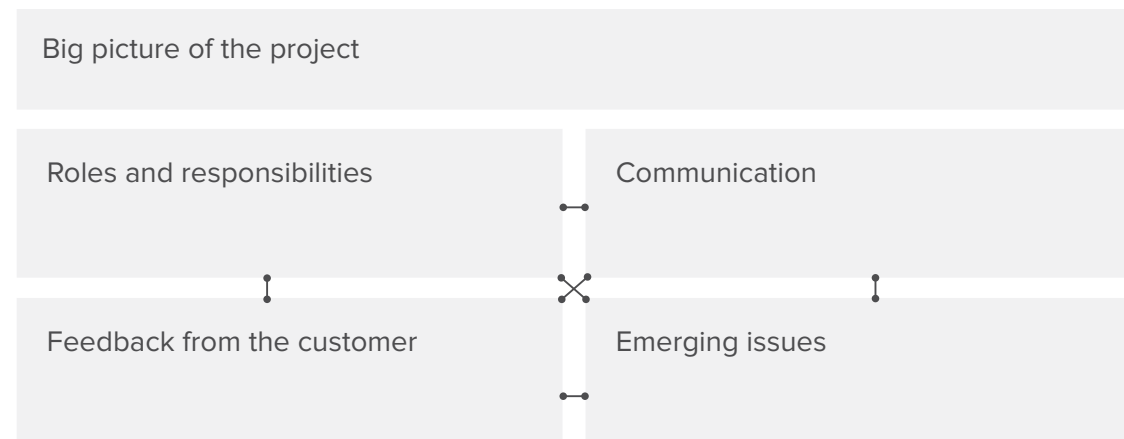 Big picture of the project
Roles and responsibilities
Communication
Feedback from the customer
Emerging issues